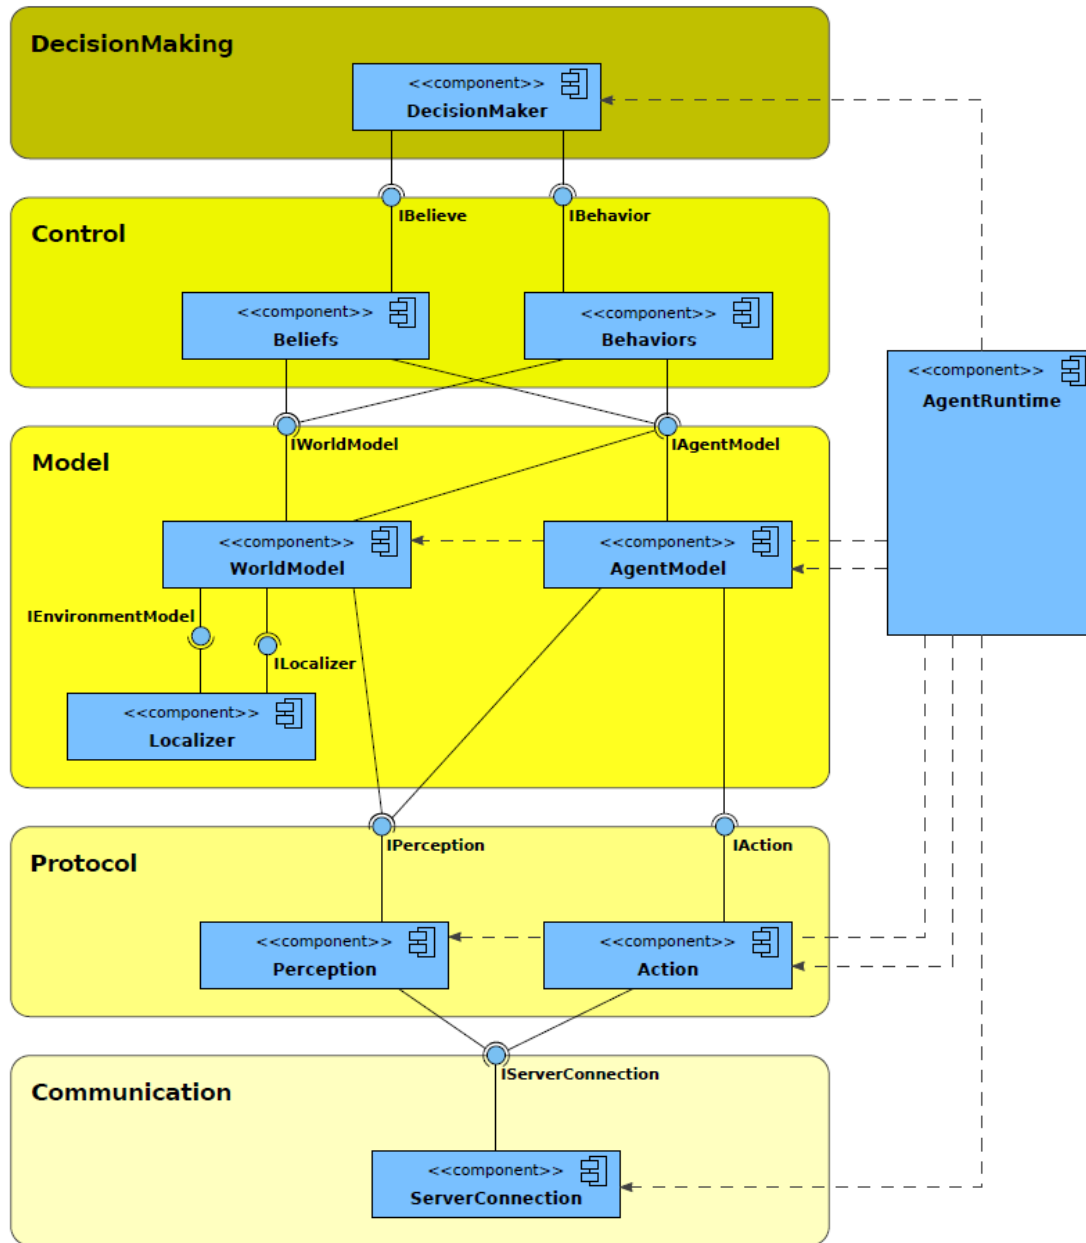 DecisionMaking
<<component>>
DecisionMaker
IBelieve
IBehavior
Control
<<component>>
Beliefs
<<component>>
Behaviors
<<component>>
AgentRuntime
IWorldModel
IAgentModel
Model
<<component>>
WorldModel
<<component>>
AgentModel
IEnvironmentModel
ILocalizer
<<component>>
Localizer
IPerception
IAction
Protocol
<<component>>
Perception
<<component>>
Action
IServerConnection
Communication
<<component>>
ServerConnection